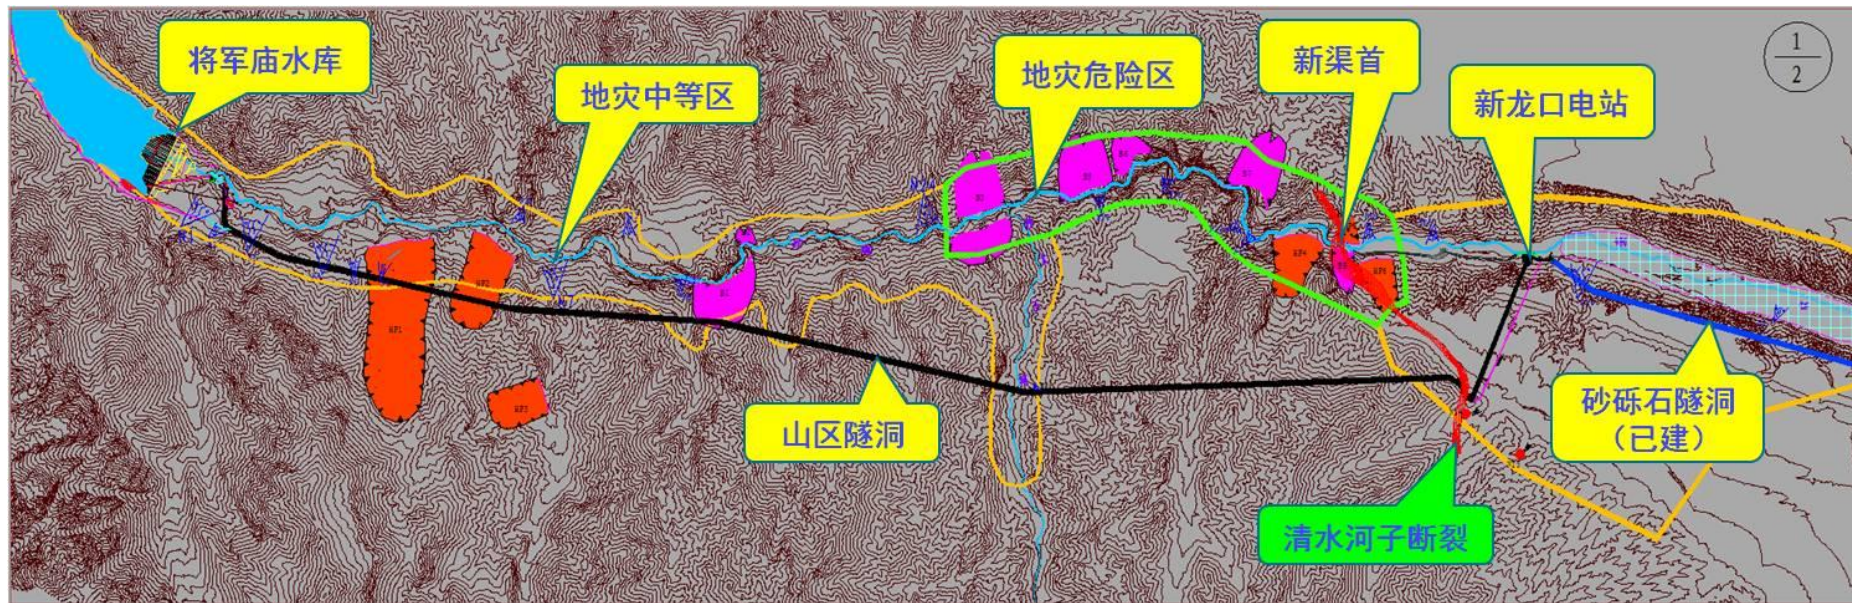 将军庙水库
地灾中等区
地灾危险区
新渠首
新龙口电站
1
2
山区隧洞
砂砾石隧洞
（已建）
清水河子断裂